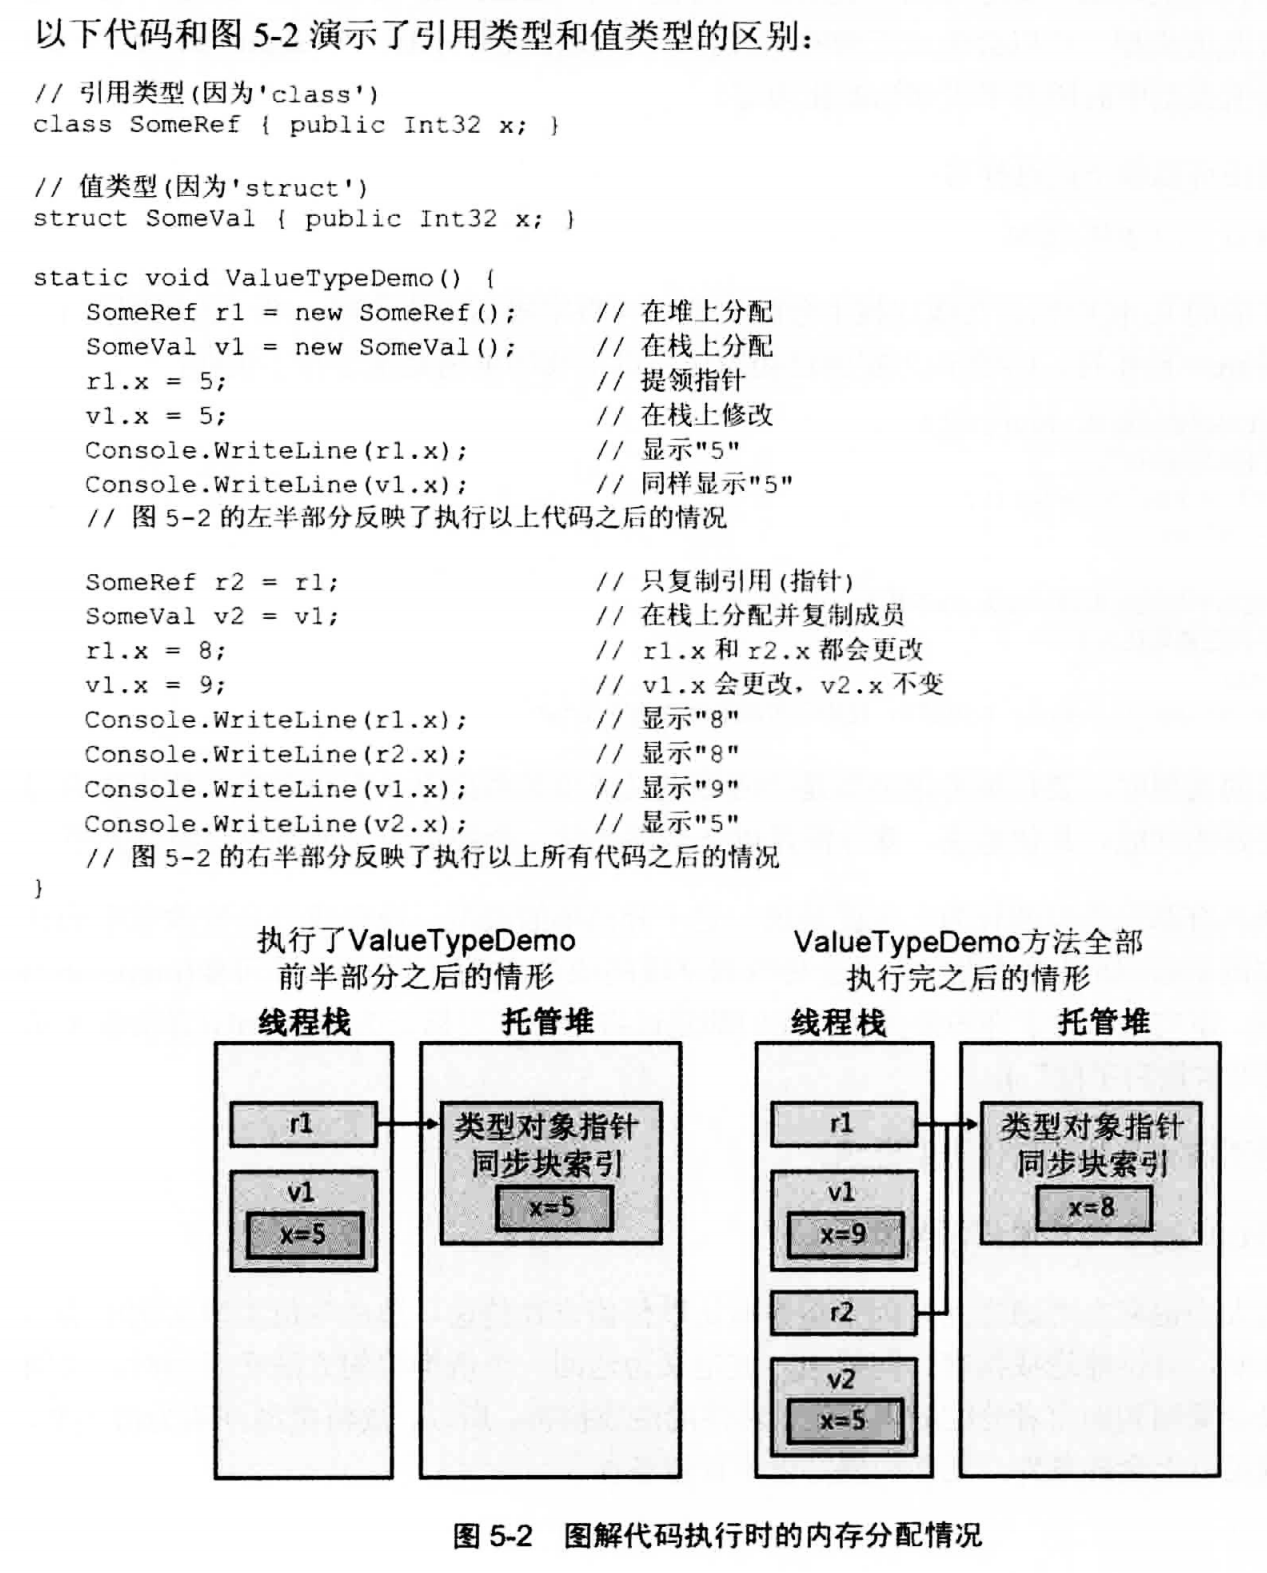 以下代码和图 5-2 演示了引用类型和值类型的区别：
// 引用类型(因为'class')
class SomeRef { public Int32 x; }
// 值类型(因为'struct')
struct SomeVal { public Int32 x; }
static void ValueTypeDemo() {
SomeRef r1 = new SomeRef(); // 在堆上分配
SomeVal v1 = new SomeVal(); // 在栈上分配
r1.x = 5; // 提领指针
v1.x = 5; // 在栈上修改
Console.WriteLine(r1.x); // 显示"5"
Console.WriteLine(v1.x); // 同样显示"5"
// 图 5-2 的左半部分反映了执行以上代码之后的情况
SomeRef r2 = r1; // 只复制引用(指针)
SomeVal v2 = v1; // 在栈上分配并复制成员
r1.x = 8; // r1.x 和 r2.x 都会更改
v1.x = 9; // v1.x 会更改，v2.x 不变
Console.WriteLine(r1.x); // 显示"8"
Console.WriteLine(r2.x); // 显示"8"
Console.WriteLine(v1.x); // 显示"9"
Console.WriteLine(v2.x); // 显示"5"
// 图 5-2 的右半部分反映了执行以上所有代码之后的情况
}
执行了ValueTypeDemo
前半部分之后的情形
线程栈 托管堆
r1
v1
x=5
类型对象指针
同步块索引
x=5
ValueTypeDemo方法全部
执行完之后的情形
线程栈 托管堆
r1
v1
x=9
r2
v2
x=5
类型对象指针
同步块索引
x=8
图 5-2 图解代码执行时的内存分配情况